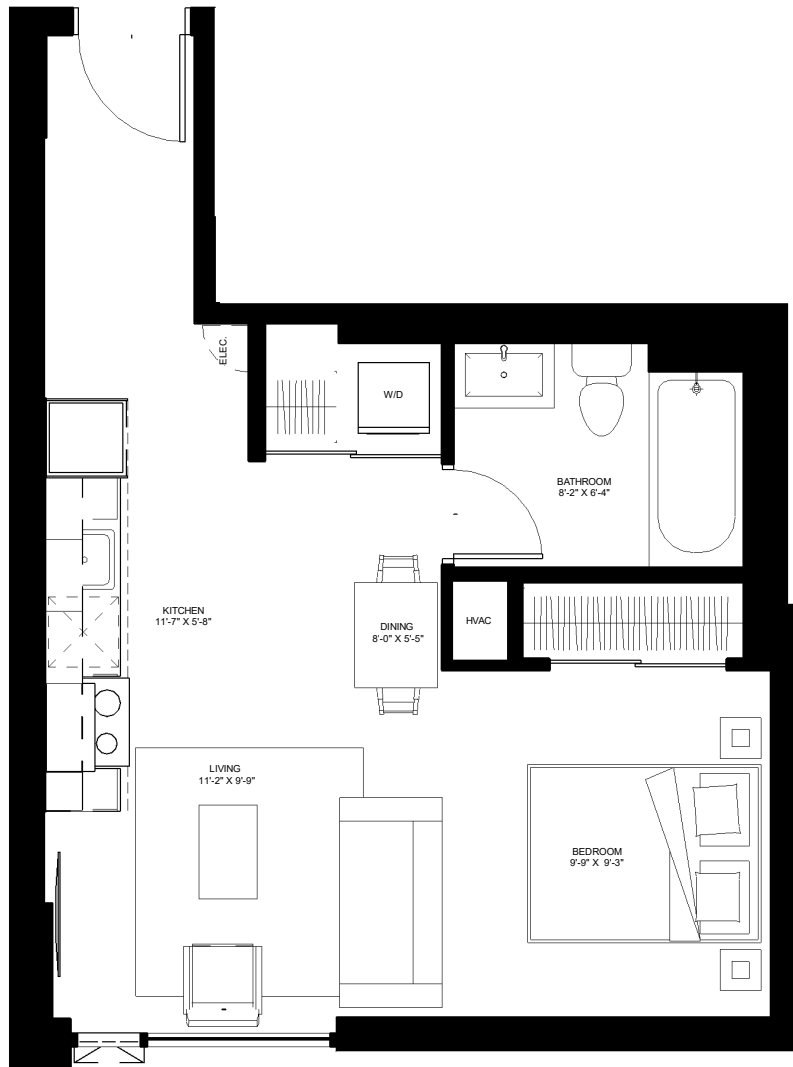 ELEC.
W/D
BATHROOM
8'-2" X 6'-4"
KITCHEN
11'-7" X 5'-8"
DINING
8'-0" X 5'-5"
HVAC
LIVING
11'-2" X 9'-9"
BEDROOM
9'-9" X 9'-3"